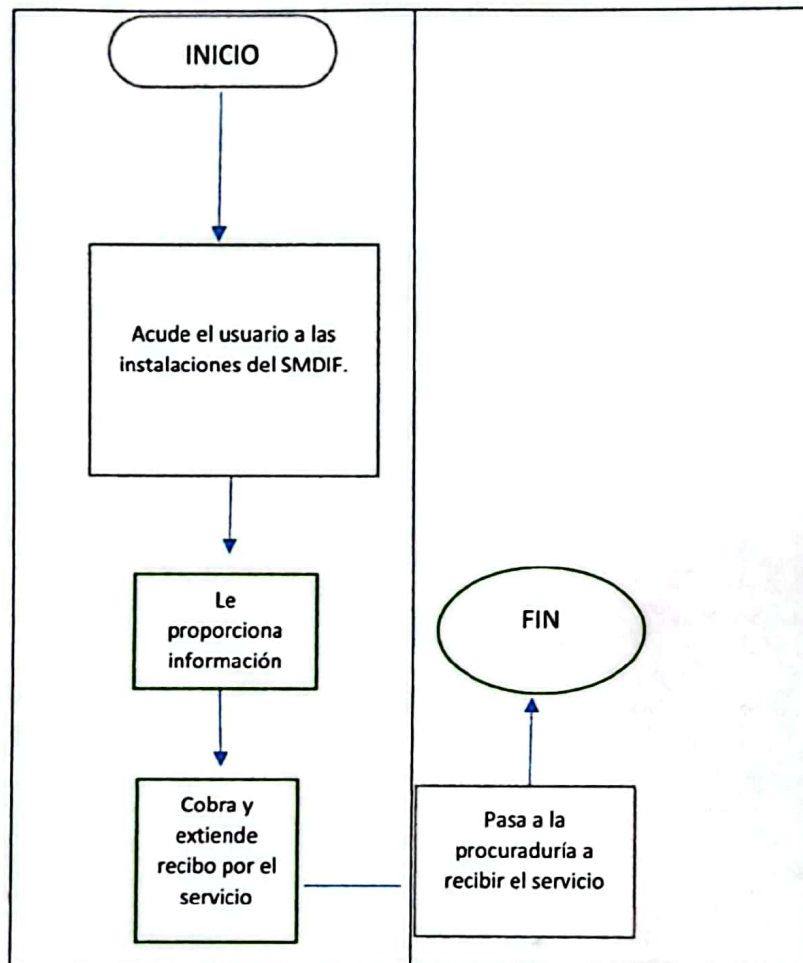 INICIO
Acude el usuario a las
instalaciones del SMDIF.
Le
proporciona
información
Cobra y
extiende
recibo por el
servicio
Pasa a la
procuraduría a
recibir el servicio
FIN